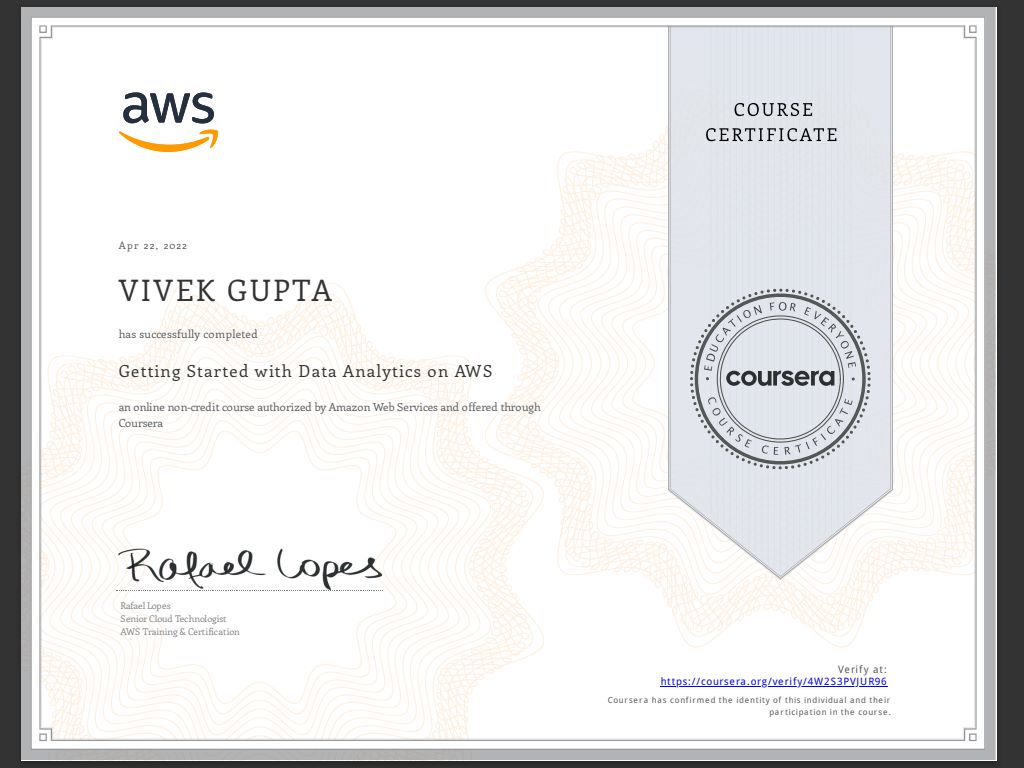 aws
COURSE
CERTIFICATE
Apr 22, 2022
VIVEK GUPTA
has successfully completed
Getting Started with Data Analytics on AWS
an online non-credit course authorized by Amazon Web Services and offered through
Coursera
EDUCATION FOR EVERYONE
coursera
COURSE CERTIFICATE
Rafael Lopes
Rafael Lopes
Senior Cloud Technologist
AWS Training & Certification
Verify at:
https://coursera.org/verify/4W2S3PVJUR96
Coursera has confirmed the identity of this individual and their
participation in the course.